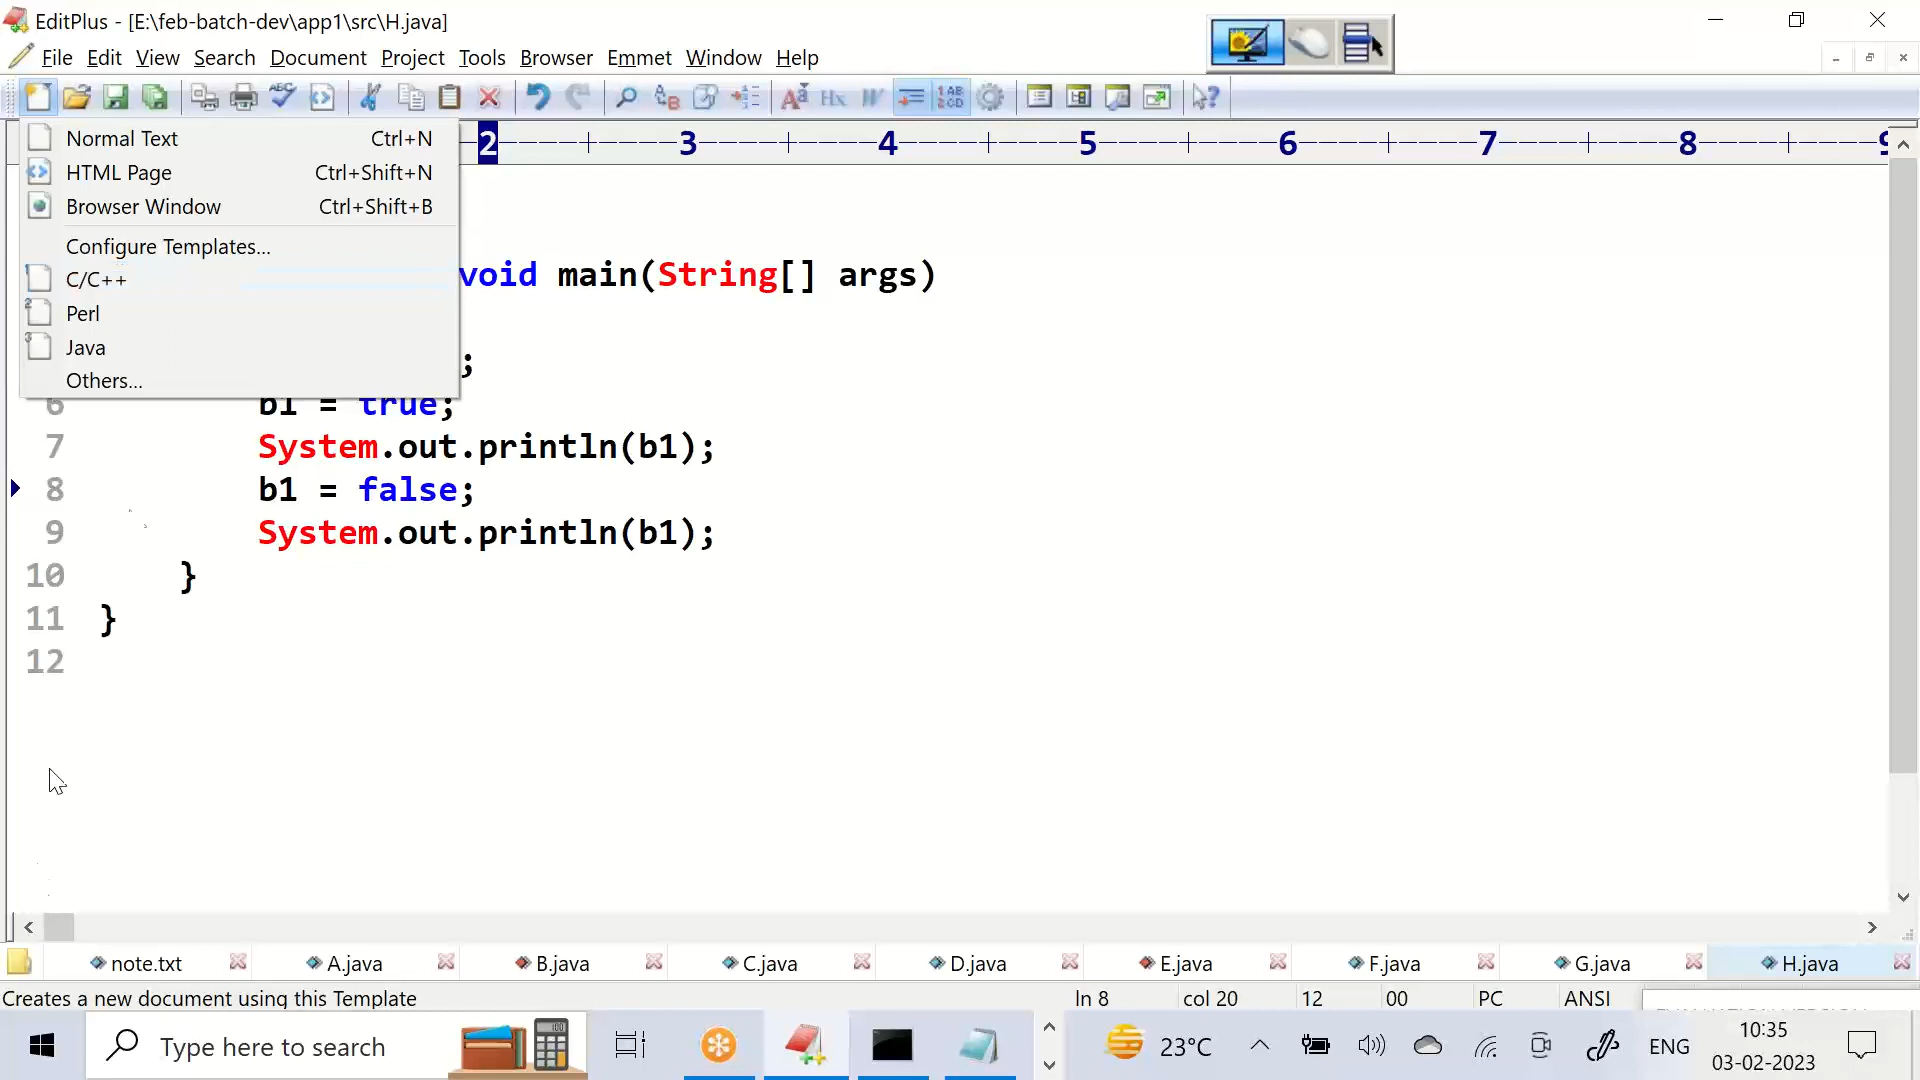 EditPlus - [E:\feb-batch-dev\app1\src\H.java]
File Edit View Search Document Project Tools Browser Emmet Window Help
Normal Text Ctrl+N
HTML Page Ctrl+Shift+N
Browser Window Ctrl+Shift+B
Configure Templates...
C/C++
Perl
Java
Others...
2 3 4 5 6 7 8 9
void main(String[] args)
;
6 b1 = true;
7 System.out.println(b1);
8 b1 = false;
9 System.out.println(b1);
10 }
11 }
12
note.txt A.java B.java C.java D.java E.java F.java G.java H.java
Creates a new document using this Template ln 8 col 20 12 00 PC ANSI
Type here to search 23°C ENG 10:35
03-02-2023